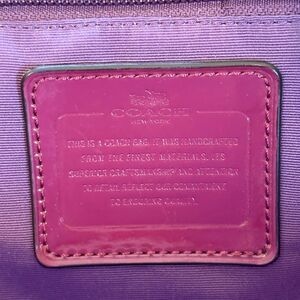 COACH
NEW YORK
THIS IS A COACH BAG. IT WAS HANDCRAFTED
FROM THE FINEST MATERIALS. ITS
SUPERIOR CRAFTSMANSHIP AND ATTENTION
TO DETAIL REFLECT OUR COMMITMENT
TO ENDURING QUALITY.